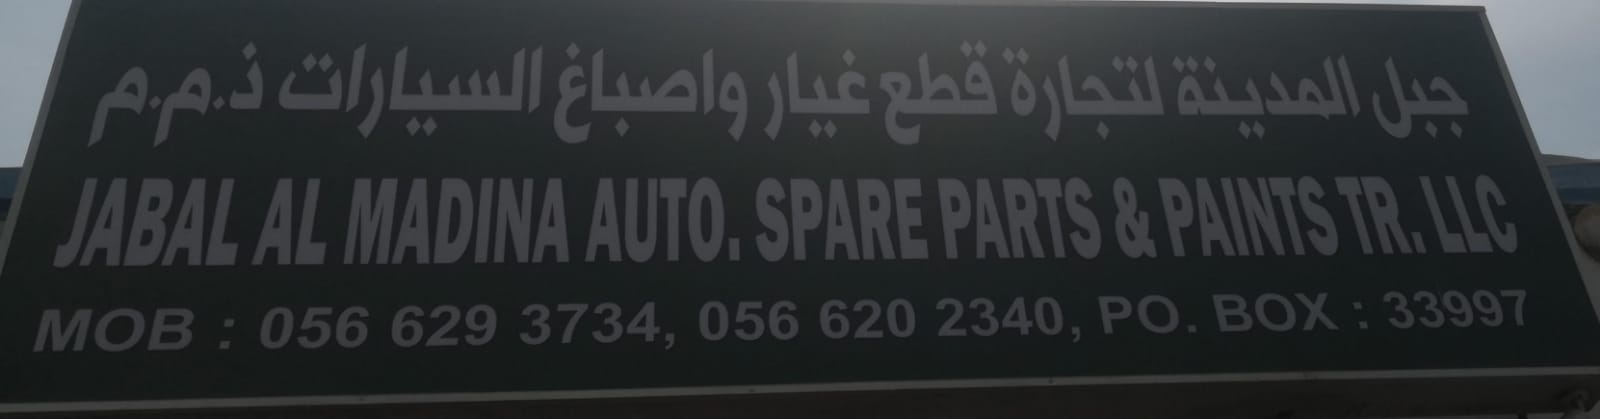 جبل المدينة لتجارة قطع غيار واصباغ السيارات ذ.م.م
JABAL AL MADINA AUTO. SPARE PARTS & PAINTS TR. LLC
MOB : 056 629 3734, 056 620 2340, PO. BOX : 33997